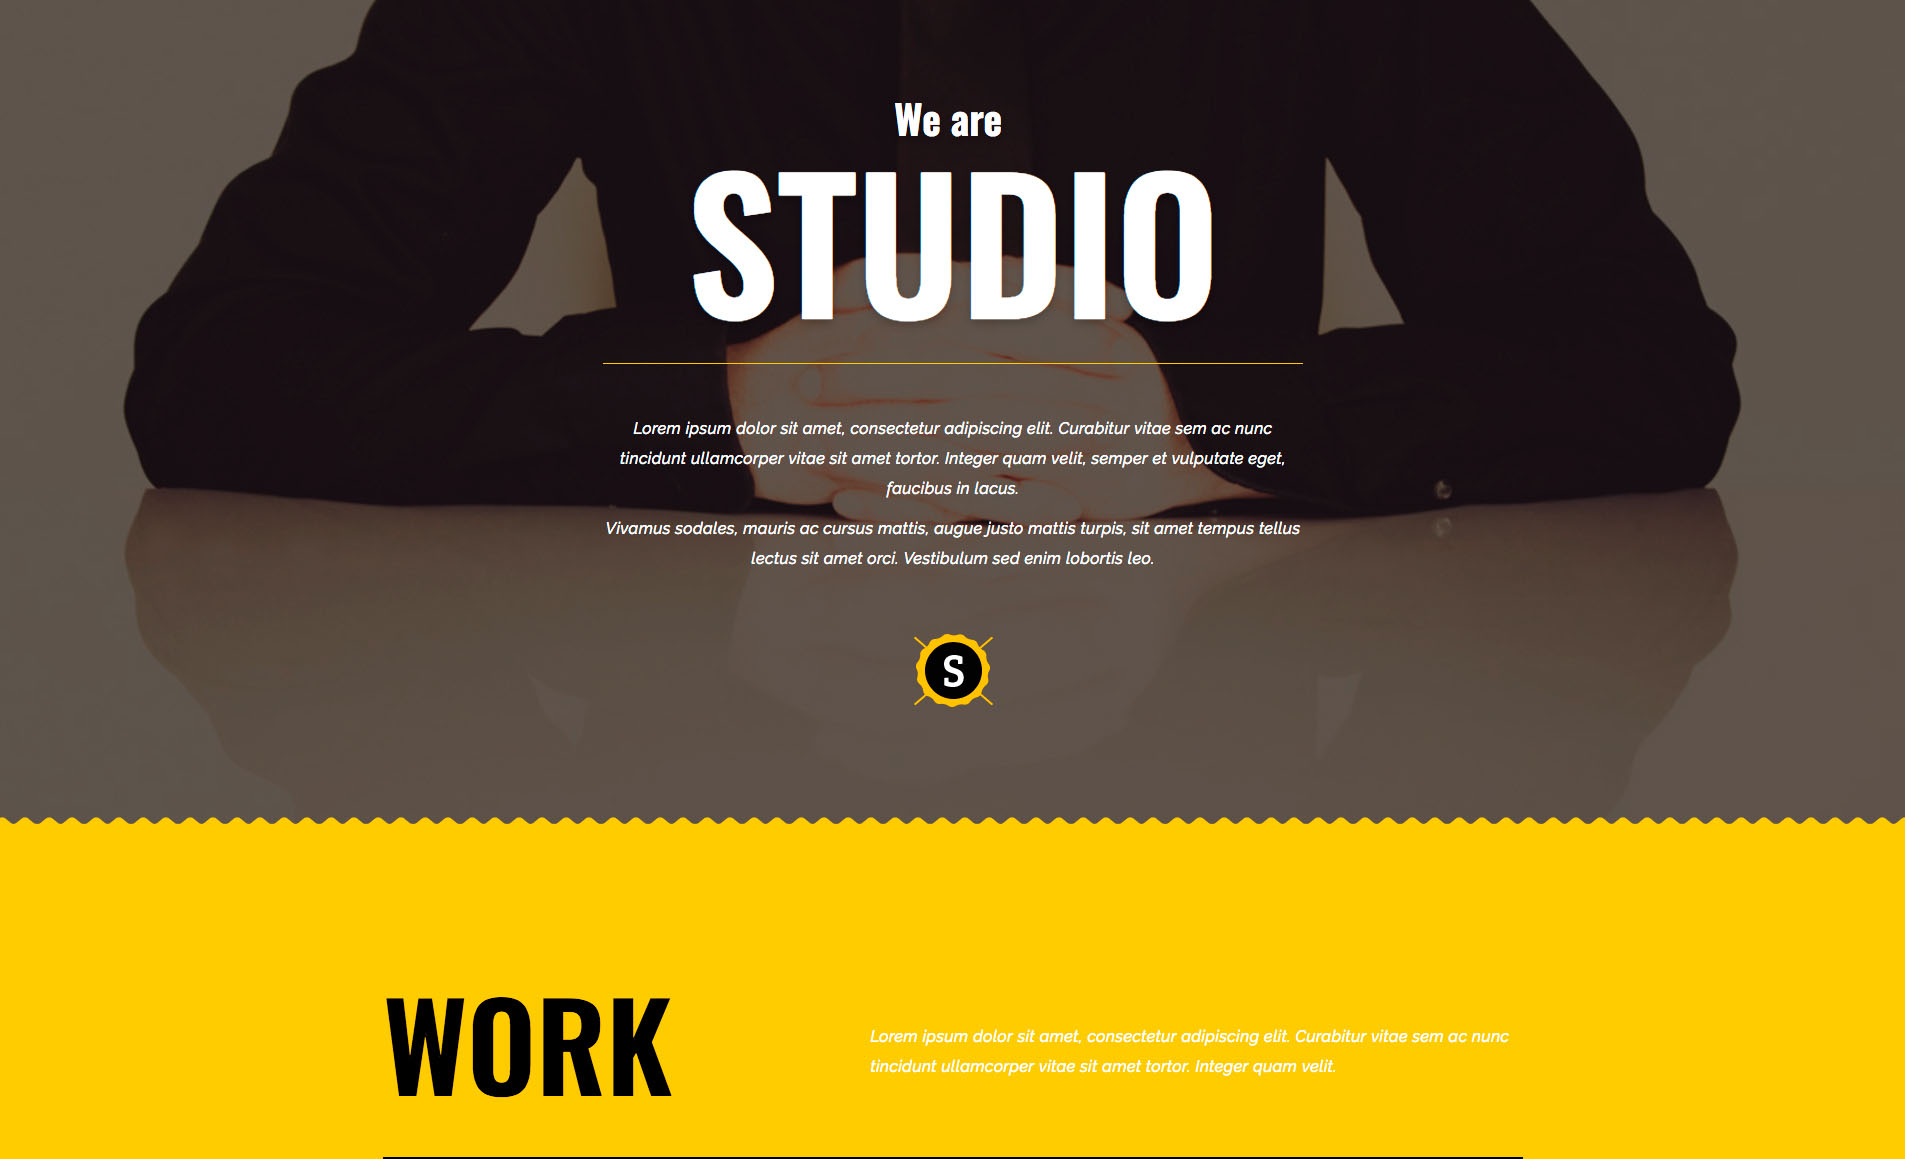 We are
STUDIO
Lorem ipsum dolor sit amet, consectetur adipiscing elit. Curabitur vitae sem ac nunc
tincidunt ullamcorper vitae sit amet tortor. Integer quam velit, semper et vulputate eget,
faucibus in lacus.
Vivamus sodales, mauris ac cursus mattis, augue justo mattis turpis, sit amet tempus tellus
lectus sit amet orci. Vestibulum sed enim lobortis leo.
S
WORK
Lorem ipsum dolor sit amet, consectetur adipiscing elit. Curabitur vitae sem ac nunc
tincidunt ullamcorper vitae sit amet tortor. Integer quam velit.